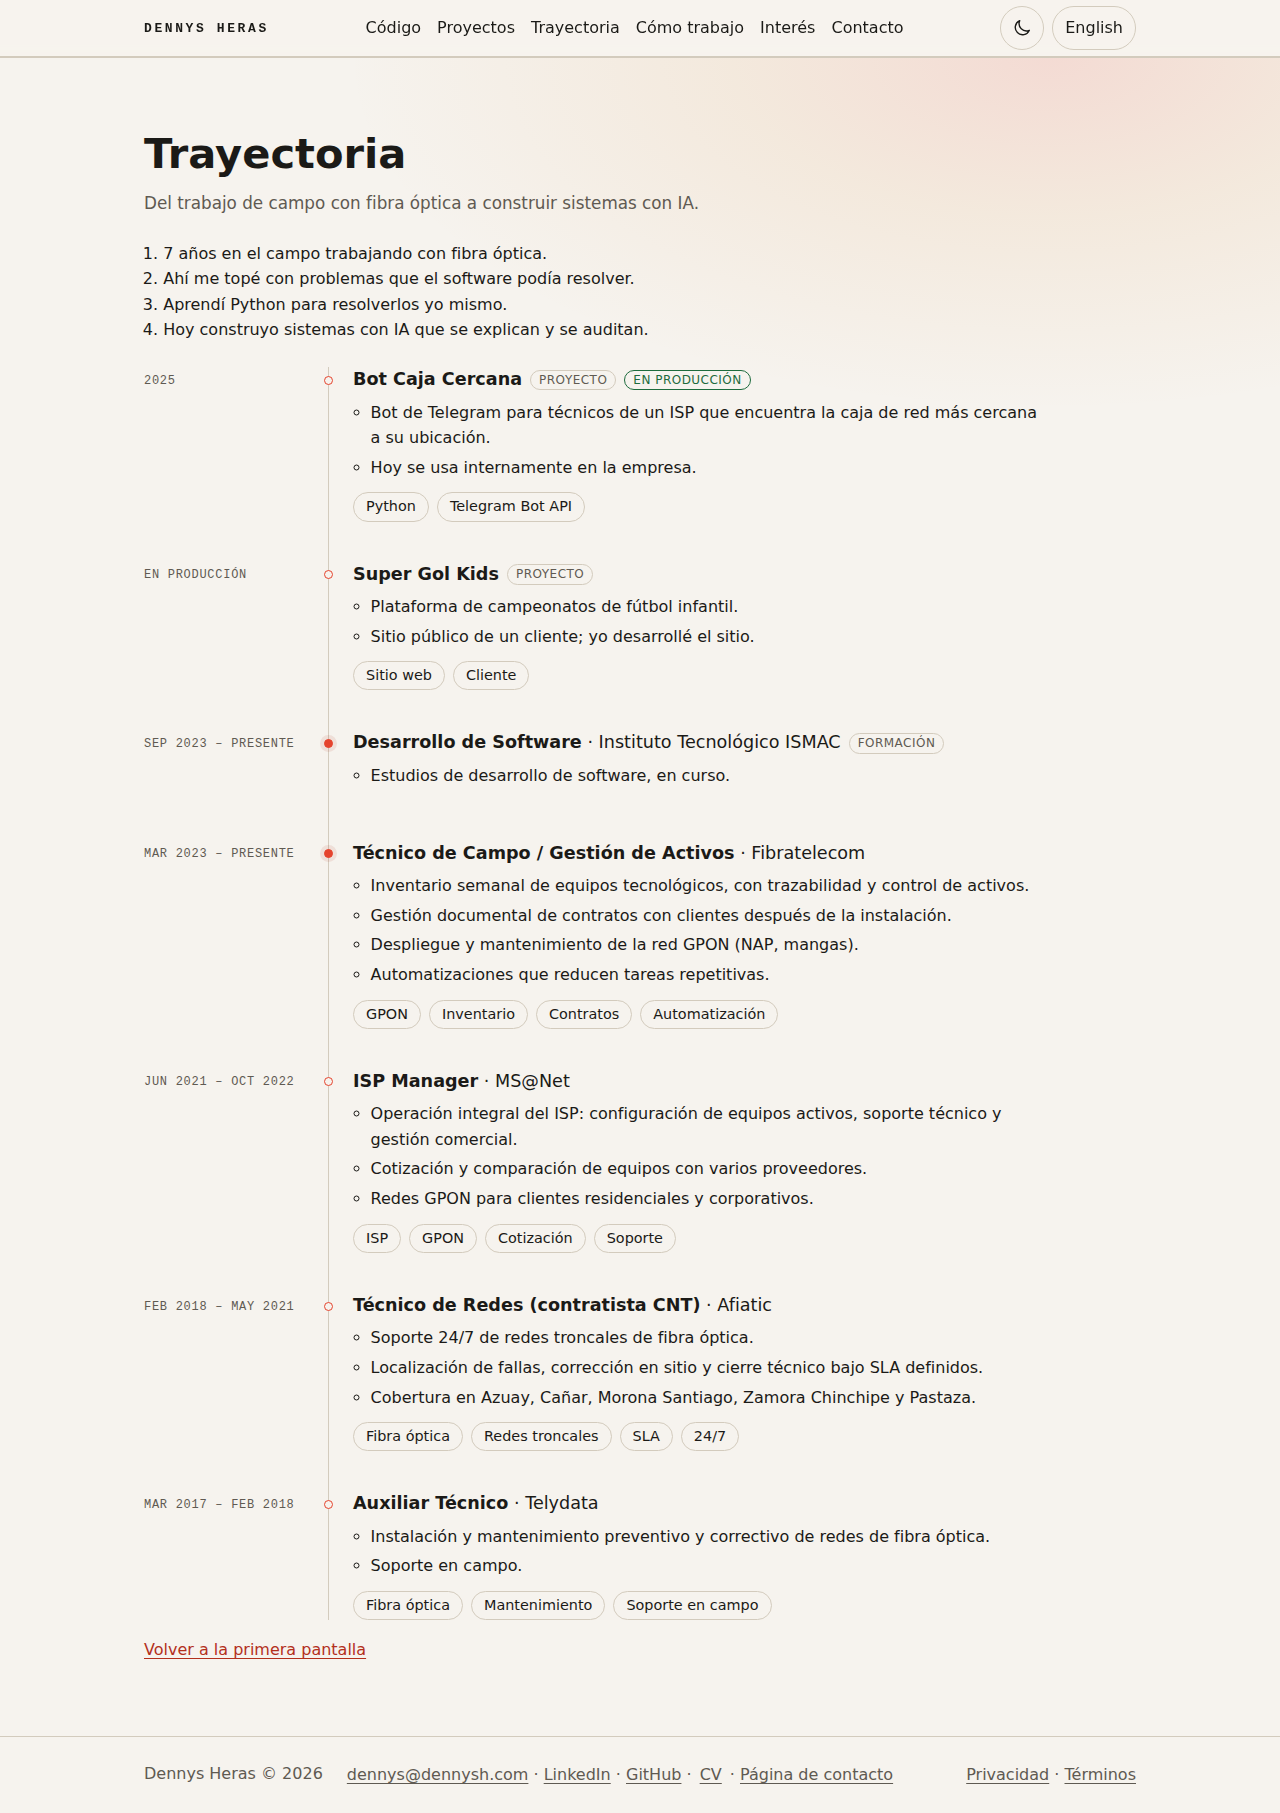 DENNYS HERAS
Código Proyectos Trayectoria Cómo trabajo Interés Contacto
English
Trayectoria
Del trabajo de campo con fibra óptica a construir sistemas con IA.
1. 7 años en el campo trabajando con fibra óptica.
2. Ahí me topé con problemas que el software podía resolver.
3. Aprendí Python para resolverlos yo mismo.
4. Hoy construyo sistemas con IA que se explican y se auditan.
2025
Bot Caja Cercana PROYECTO EN PRODUCCIÓN
Bot de Telegram para técnicos de un ISP que encuentra la caja de red más cercana
a su ubicación.
Hoy se usa internamente en la empresa.
Python Telegram Bot API
EN PRODUCCIÓN
Super Gol Kids PROYECTO
Plataforma de campeonatos de fútbol infantil.
Sitio público de un cliente; yo desarrollé el sitio.
Sitio web Cliente
SEP 2023 – PRESENTE
Desarrollo de Software · Instituto Tecnológico ISMAC FORMACIÓN
Estudios de desarrollo de software, en curso.
MAR 2023 – PRESENTE
Técnico de Campo / Gestión de Activos · Fibratelecom
Inventario semanal de equipos tecnológicos, con trazabilidad y control de activos.
Gestión documental de contratos con clientes después de la instalación.
Despliegue y mantenimiento de la red GPON (NAP, mangas).
Automatizaciones que reducen tareas repetitivas.
GPON Inventario Contratos Automatización
JUN 2021 – OCT 2022
ISP Manager · MS@Net
Operación integral del ISP: configuración de equipos activos, soporte técnico y
gestión comercial.
Cotización y comparación de equipos con varios proveedores.
Redes GPON para clientes residenciales y corporativos.
ISP GPON Cotización Soporte
FEB 2018 – MAY 2021
Técnico de Redes (contratista CNT) · Afiatic
Soporte 24/7 de redes troncales de fibra óptica.
Localización de fallas, corrección en sitio y cierre técnico bajo SLA definidos.
Cobertura en Azuay, Cañar, Morona Santiago, Zamora Chinchipe y Pastaza.
Fibra óptica Redes troncales SLA 24/7
MAR 2017 – FEB 2018
Auxiliar Técnico · Telydata
Instalación y mantenimiento preventivo y correctivo de redes de fibra óptica.
Soporte en campo.
Fibra óptica Mantenimiento Soporte en campo
Volver a la primera pantalla
Dennys Heras © 2026 dennys@dennysh.com · LinkedIn · GitHub · CV · Página de contacto Privacidad · Términos